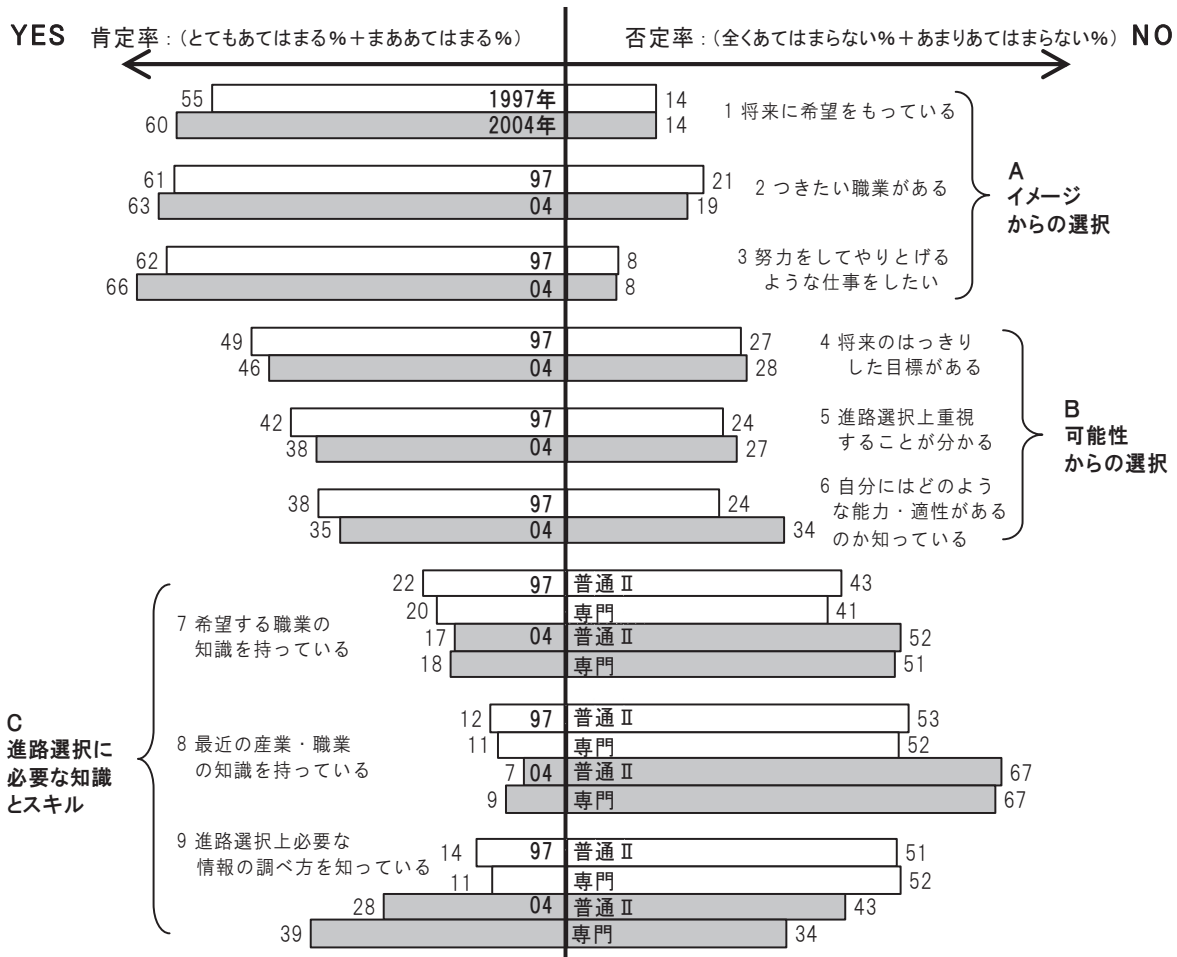 YES 肯定率：(とてもあてはまる%＋まああてはまる%)
否定率：(全くあてはまらない%＋あまりあてはまらない%) NO
55 1997年 14
60 2004年 14
1 将来に希望をもっている
61 97 21
63 04 19
2 つきたい職業がある
62 97 8
66 04 8
3 努力をしてやりとげる
ような仕事をしたい
A
イメージ
からの選択
49 97 27
46 04 28
4 将来のはっきり
した目標がある
42 97 24
38 04 27
5 進路選択上重視
することが分かる
38 97 24
35 04 34
6 自分にはどのよう
な能力・適性がある
のか知っている
B
可能性
からの選択
C
進路選択に
必要な知識
とスキル
7 希望する職業の
知識を持っている
22 97 普通Ⅱ 43
20 専門 41
17 04 普通Ⅱ 52
18 専門 51
8 最近の産業・職業
の知識を持っている
12 97 普通Ⅱ 53
11 専門 52
7 04 普通Ⅱ 67
9 専門 67
9 進路選択上必要な
情報の調べ方を知っている
14 97 普通Ⅱ 51
11 専門 52
28 04 普通Ⅱ 43
39 専門 34